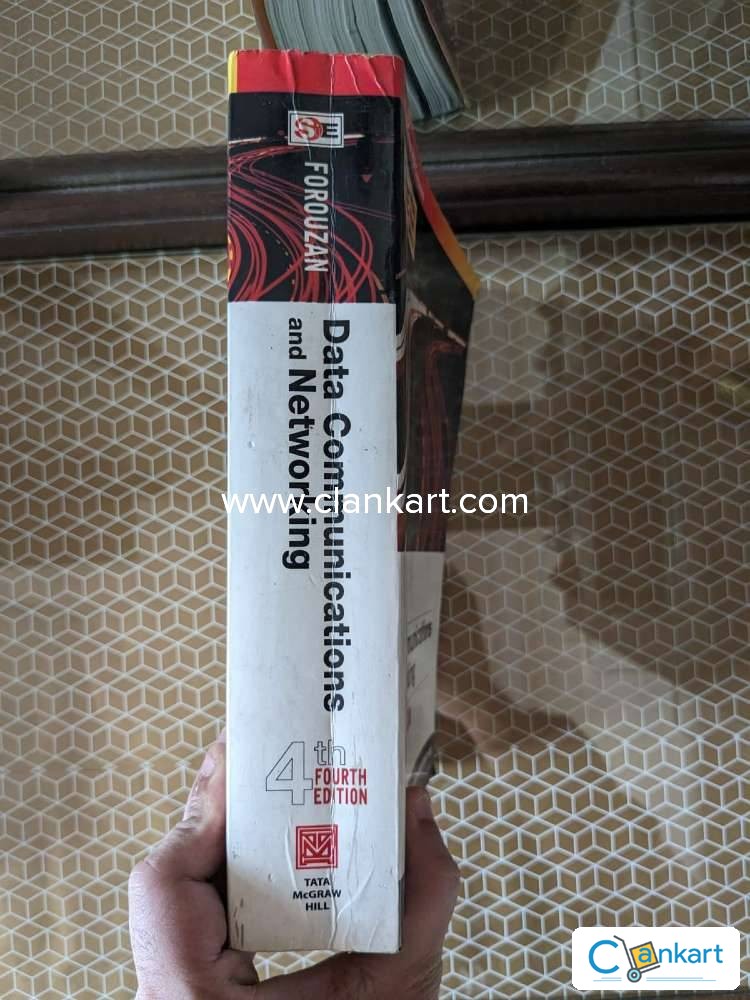 FOROUZAN
Data Communications
and Networking
www.clankart.com
4th
FOURTH
EDITION
TATA
McGRAW
HILL
Clankart